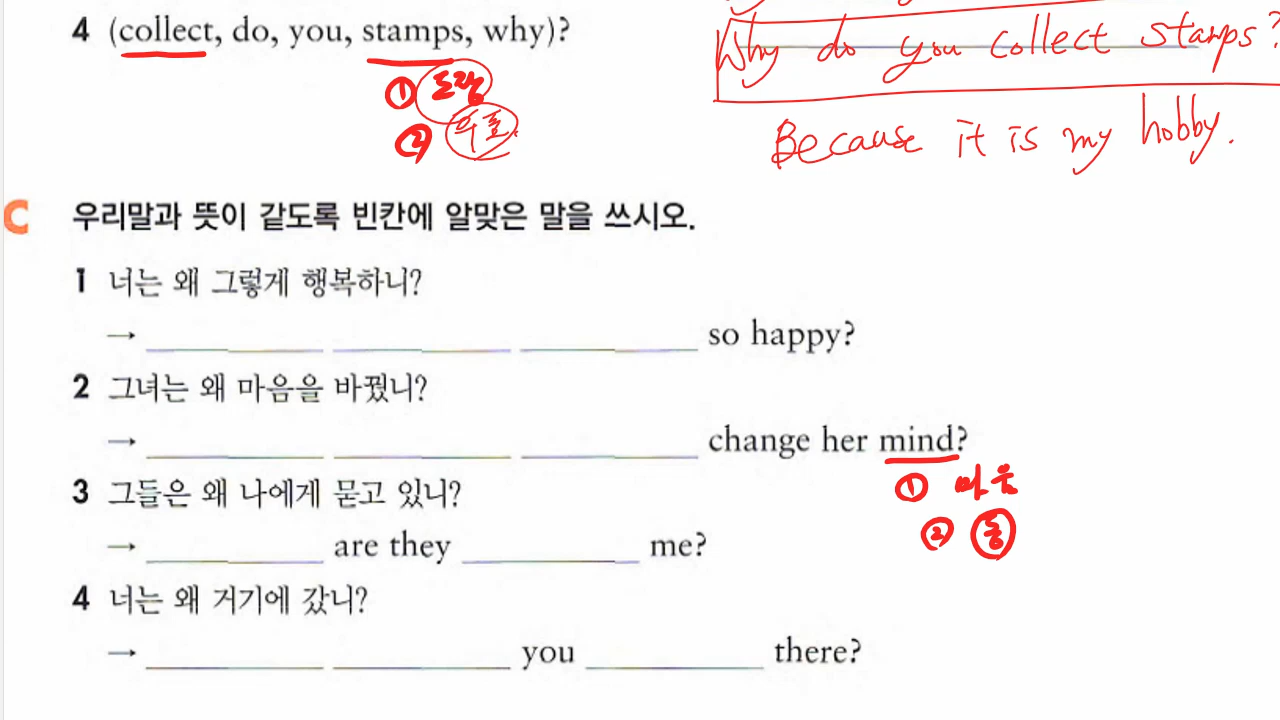 4 (collect, do, you, stamps, why)?
Why do you collect stamps?
① 도장
② 우표
Because it is my hobby.
C 우리말과 뜻이 같도록 빈칸에 알맞은 말을 쓰시오.
1 너는 왜 그렇게 행복하니?
→ so happy?
2 그녀는 왜 마음을 바꿨니?
→ change her mind?
① 마음
②
3 그들은 왜 나에게 묻고 있니?
→ are they me?
4 너는 왜 거기에 갔니?
→ you there?